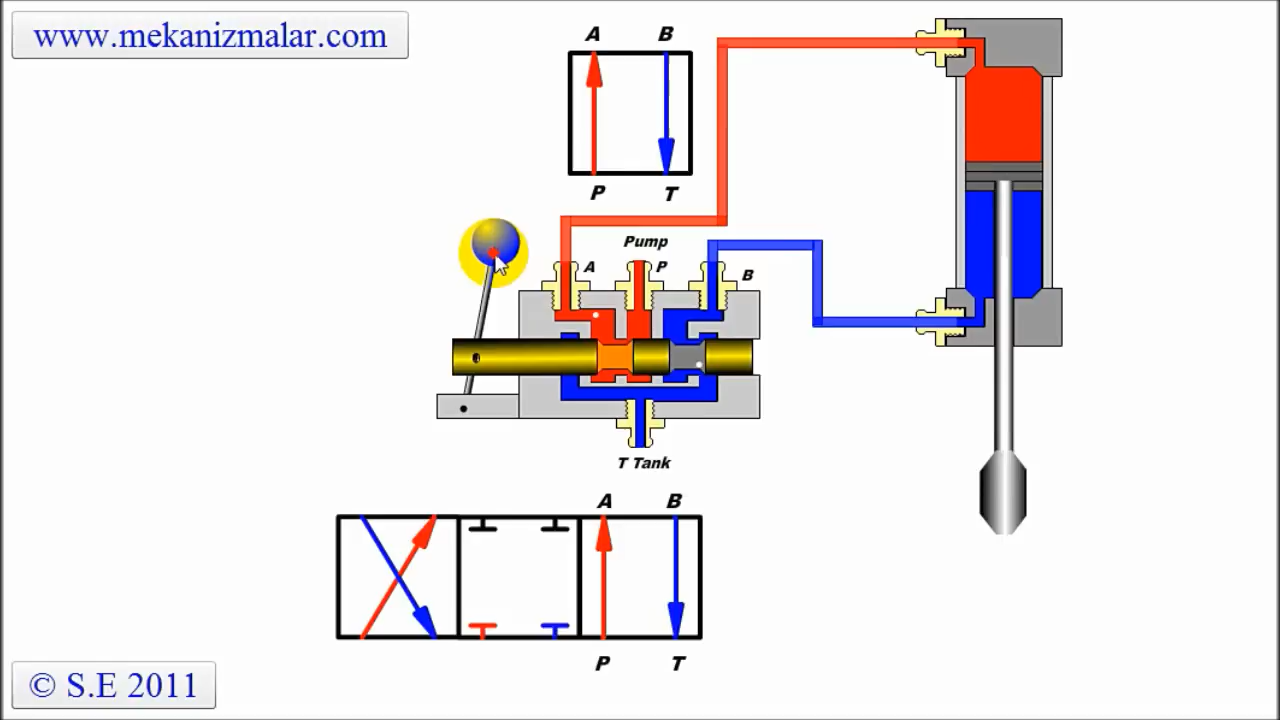 www.mekanizmalar.com
A B
P T
Pump
A P B
T Tank
A B
P T
© S.E 2011